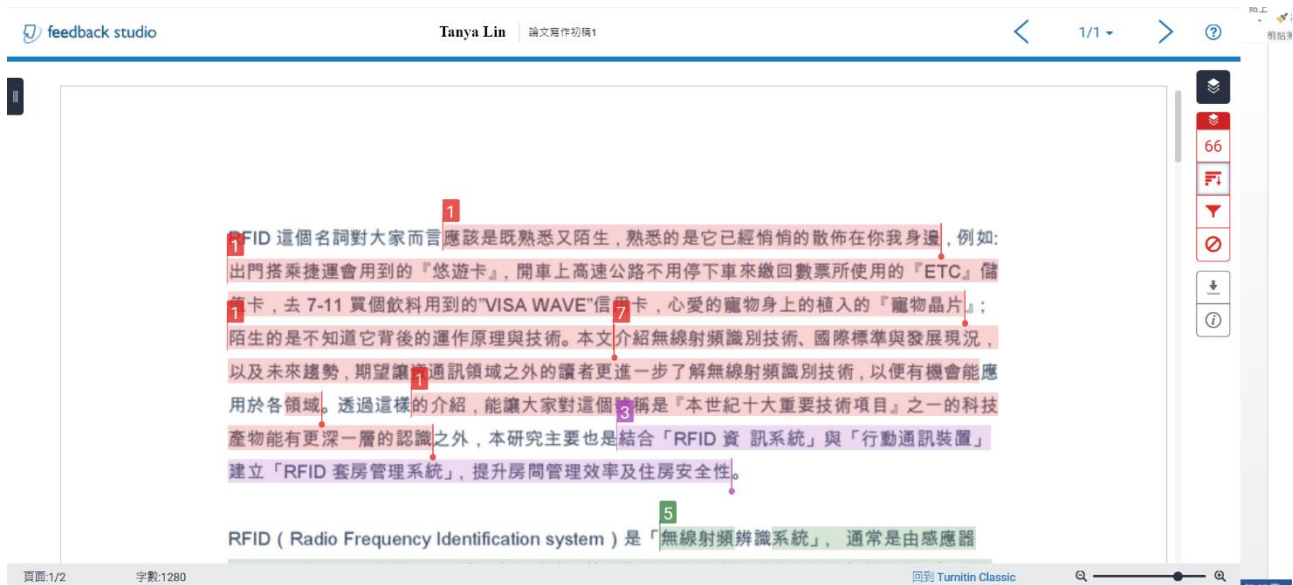 feedback studio
Tanya Lin
論文寫作初稿1
1/1
?
剪貼簿
66
1
RFID 這個名詞對大家而言應該是既熟悉又陌生，熟悉的是它已經悄悄的散佈在你我身邊，例如:
1
出門搭乘捷運會用到的『悠遊卡』，開車上高速公路不用停下車來繳回數票所使用的『ETC』儲
值卡，去 7-11 買個飲料用到的"VISA WAVE"信用卡，心愛的寵物身上的植入的『寵物晶片』；
1
7
陌生的是不知道它背後的運作原理與技術。本文介紹無線射頻識別技術、國際標準與發展現況，
以及未來趨勢，期望讓資通訊領域之外的讀者更進一步了解無線射頻識別技術，以便有機會能應
1
用於各領域。透過這樣的介紹，能讓大家對這個號稱是『本世紀十大重要技術項目』之一的科技
3
產物能有更深一層的認識之外，本研究主要也是結合「RFID 資 訊系統」與「行動通訊裝置」
建立「RFID 套房管理系統」，提升房間管理效率及住房安全性。
5
RFID ( Radio Frequency Identification system ) 是「無線射頻辨識系統」， 通常是由感應器
頁面:1/2
字數:1280
回到 Turnitin Classic